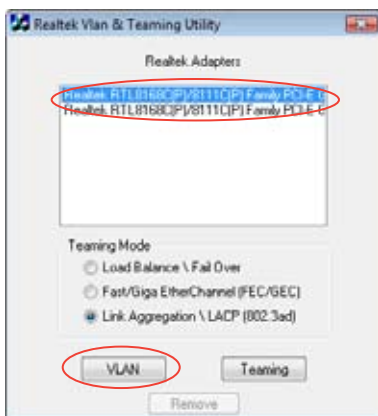 Realtek Vlan & Teaming Utility
Realtek Adapters
Realtek RTL8168C(P)/8111C(P) Family PCI-E G
Realtek RTL8168C(P)/8111C(P) Family PCI-E G
Teaming Mode
Load Balance \ Fail Over
Fast/Giga EtherChannel (FEC/GEC)
Link Aggregation \ LACP (802.3ad)
VLAN Teaming
Remove